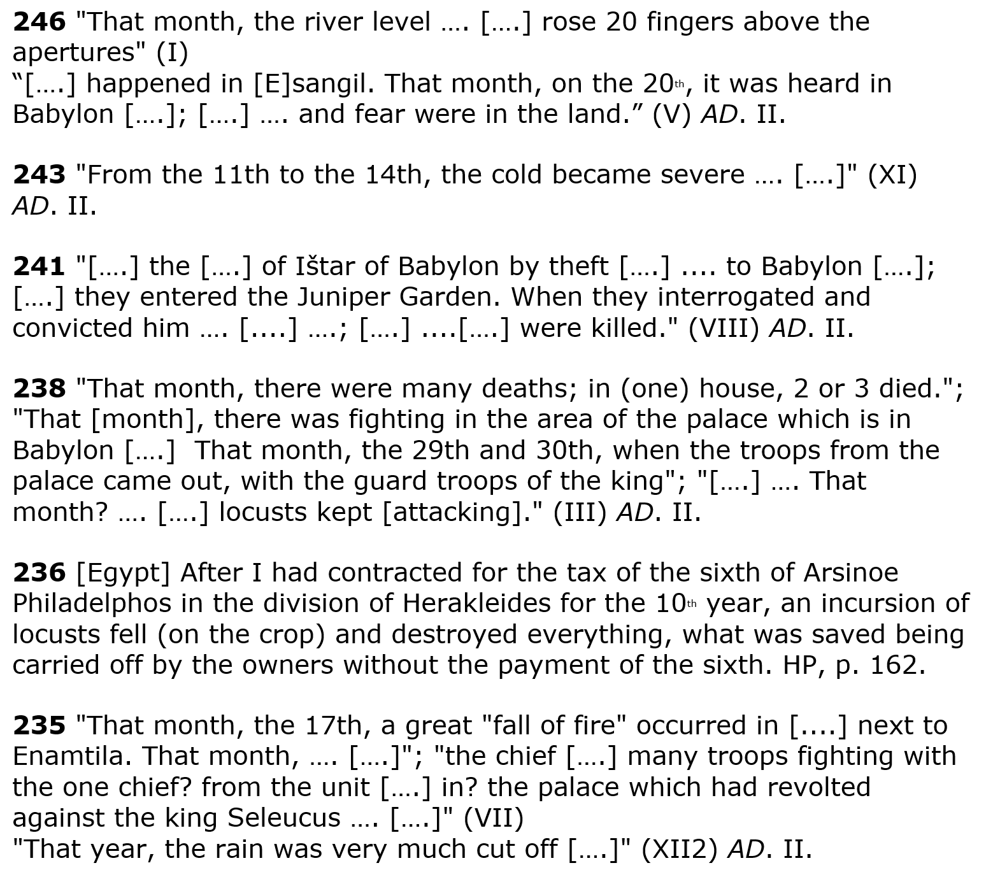 246 "That month, the river level .... [....] rose 20 fingers above the
apertures" (I)
“[....] happened in [E]sangil. That month, on the 20th, it was heard in
Babylon [....]; [....] .... and fear were in the land.” (V) AD. II.
243 "From the 11th to the 14th, the cold became severe .... [....]" (XI)
AD. II.
241 "[....] the [....] of Ištar of Babylon by theft [....] .... to Babylon [....];
[....] they entered the Juniper Garden. When they interrogated and
convicted him .... [....] ....; [....] ....[....] were killed." (VIII) AD. II.
238 "That month, there were many deaths; in (one) house, 2 or 3 died.";
"That [month], there was fighting in the area of the palace which is in
Babylon [....]  That month, the 29th and 30th, when the troops from the
palace came out, with the guard troops of the king"; "[....] .... That
month? .... [....] locusts kept [attacking]." (III) AD. II.
236 [Egypt] After I had contracted for the tax of the sixth of Arsinoe
Philadelphos in the division of Herakleides for the 10th year, an incursion of
locusts fell (on the crop) and destroyed everything, what was saved being
carried off by the owners without the payment of the sixth. HP, p. 162.
235 "That month, the 17th, a great "fall of fire" occurred in [....] next to
Enamtila. That month, .... [....]"; "the chief [....] many troops fighting with
the one chief? from the unit [....] in? the palace which had revolted
against the king Seleucus .... [....]" (VII)
"That year, the rain was very much cut off [....]" (XII2) AD. II.